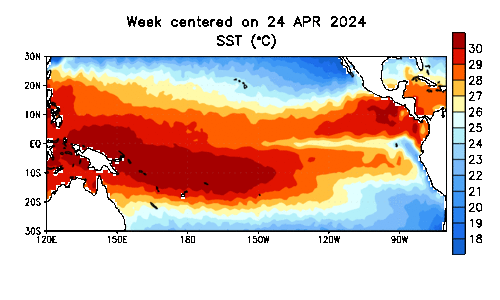 Week centered on 24 APR 2024
SST (°C)
30N
20N
10N
EQ
10S
20S
30S
120E 150E 180 150W 120W 90W
30
29
28
27
26
25
24
23
22
21
20
19
18